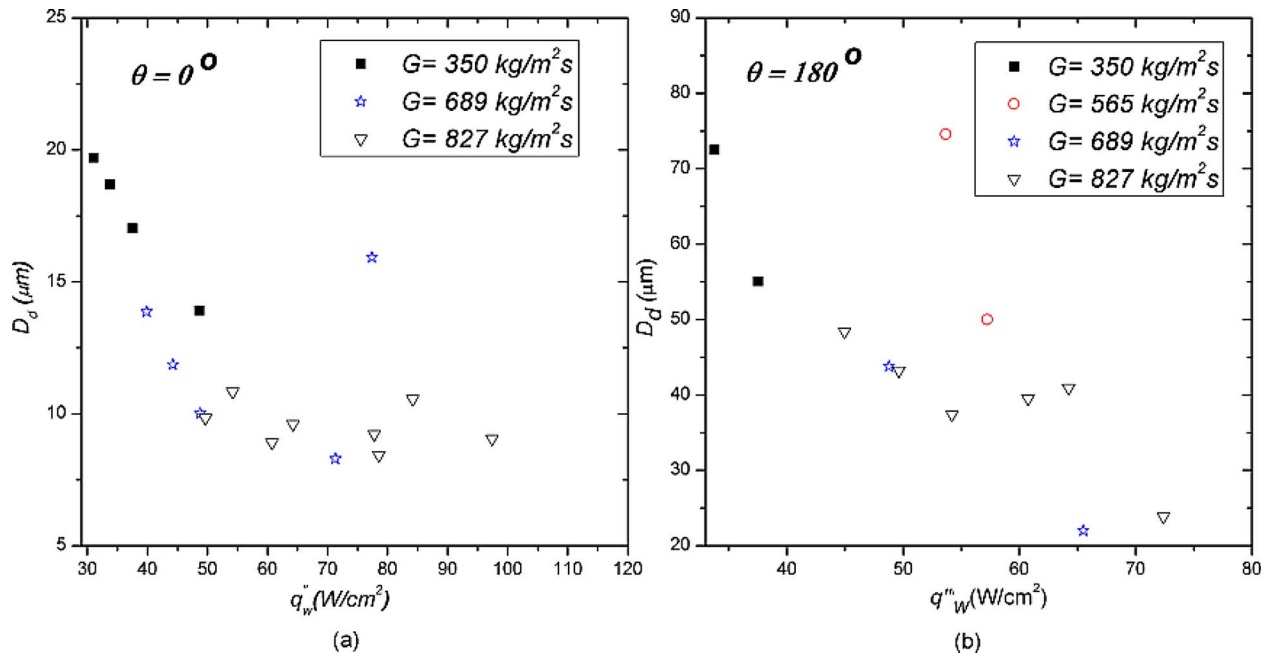 25
20
15
10
5
D_d (μm)
θ = 0°
G= 350 kg/m²s
G= 689 kg/m²s
G= 827 kg/m²s
30 40 50 60 70 80 90 100 110 120
q"_w(W/cm²)
(a)
90
80
70
60
50
40
30
20
D_d (μm)
θ = 180°
G= 350 kg/m²s
G= 565 kg/m²s
G= 689 kg/m²s
G= 827 kg/m²s
40 50 60 70 80
q'''_W(W/cm²)
(b)